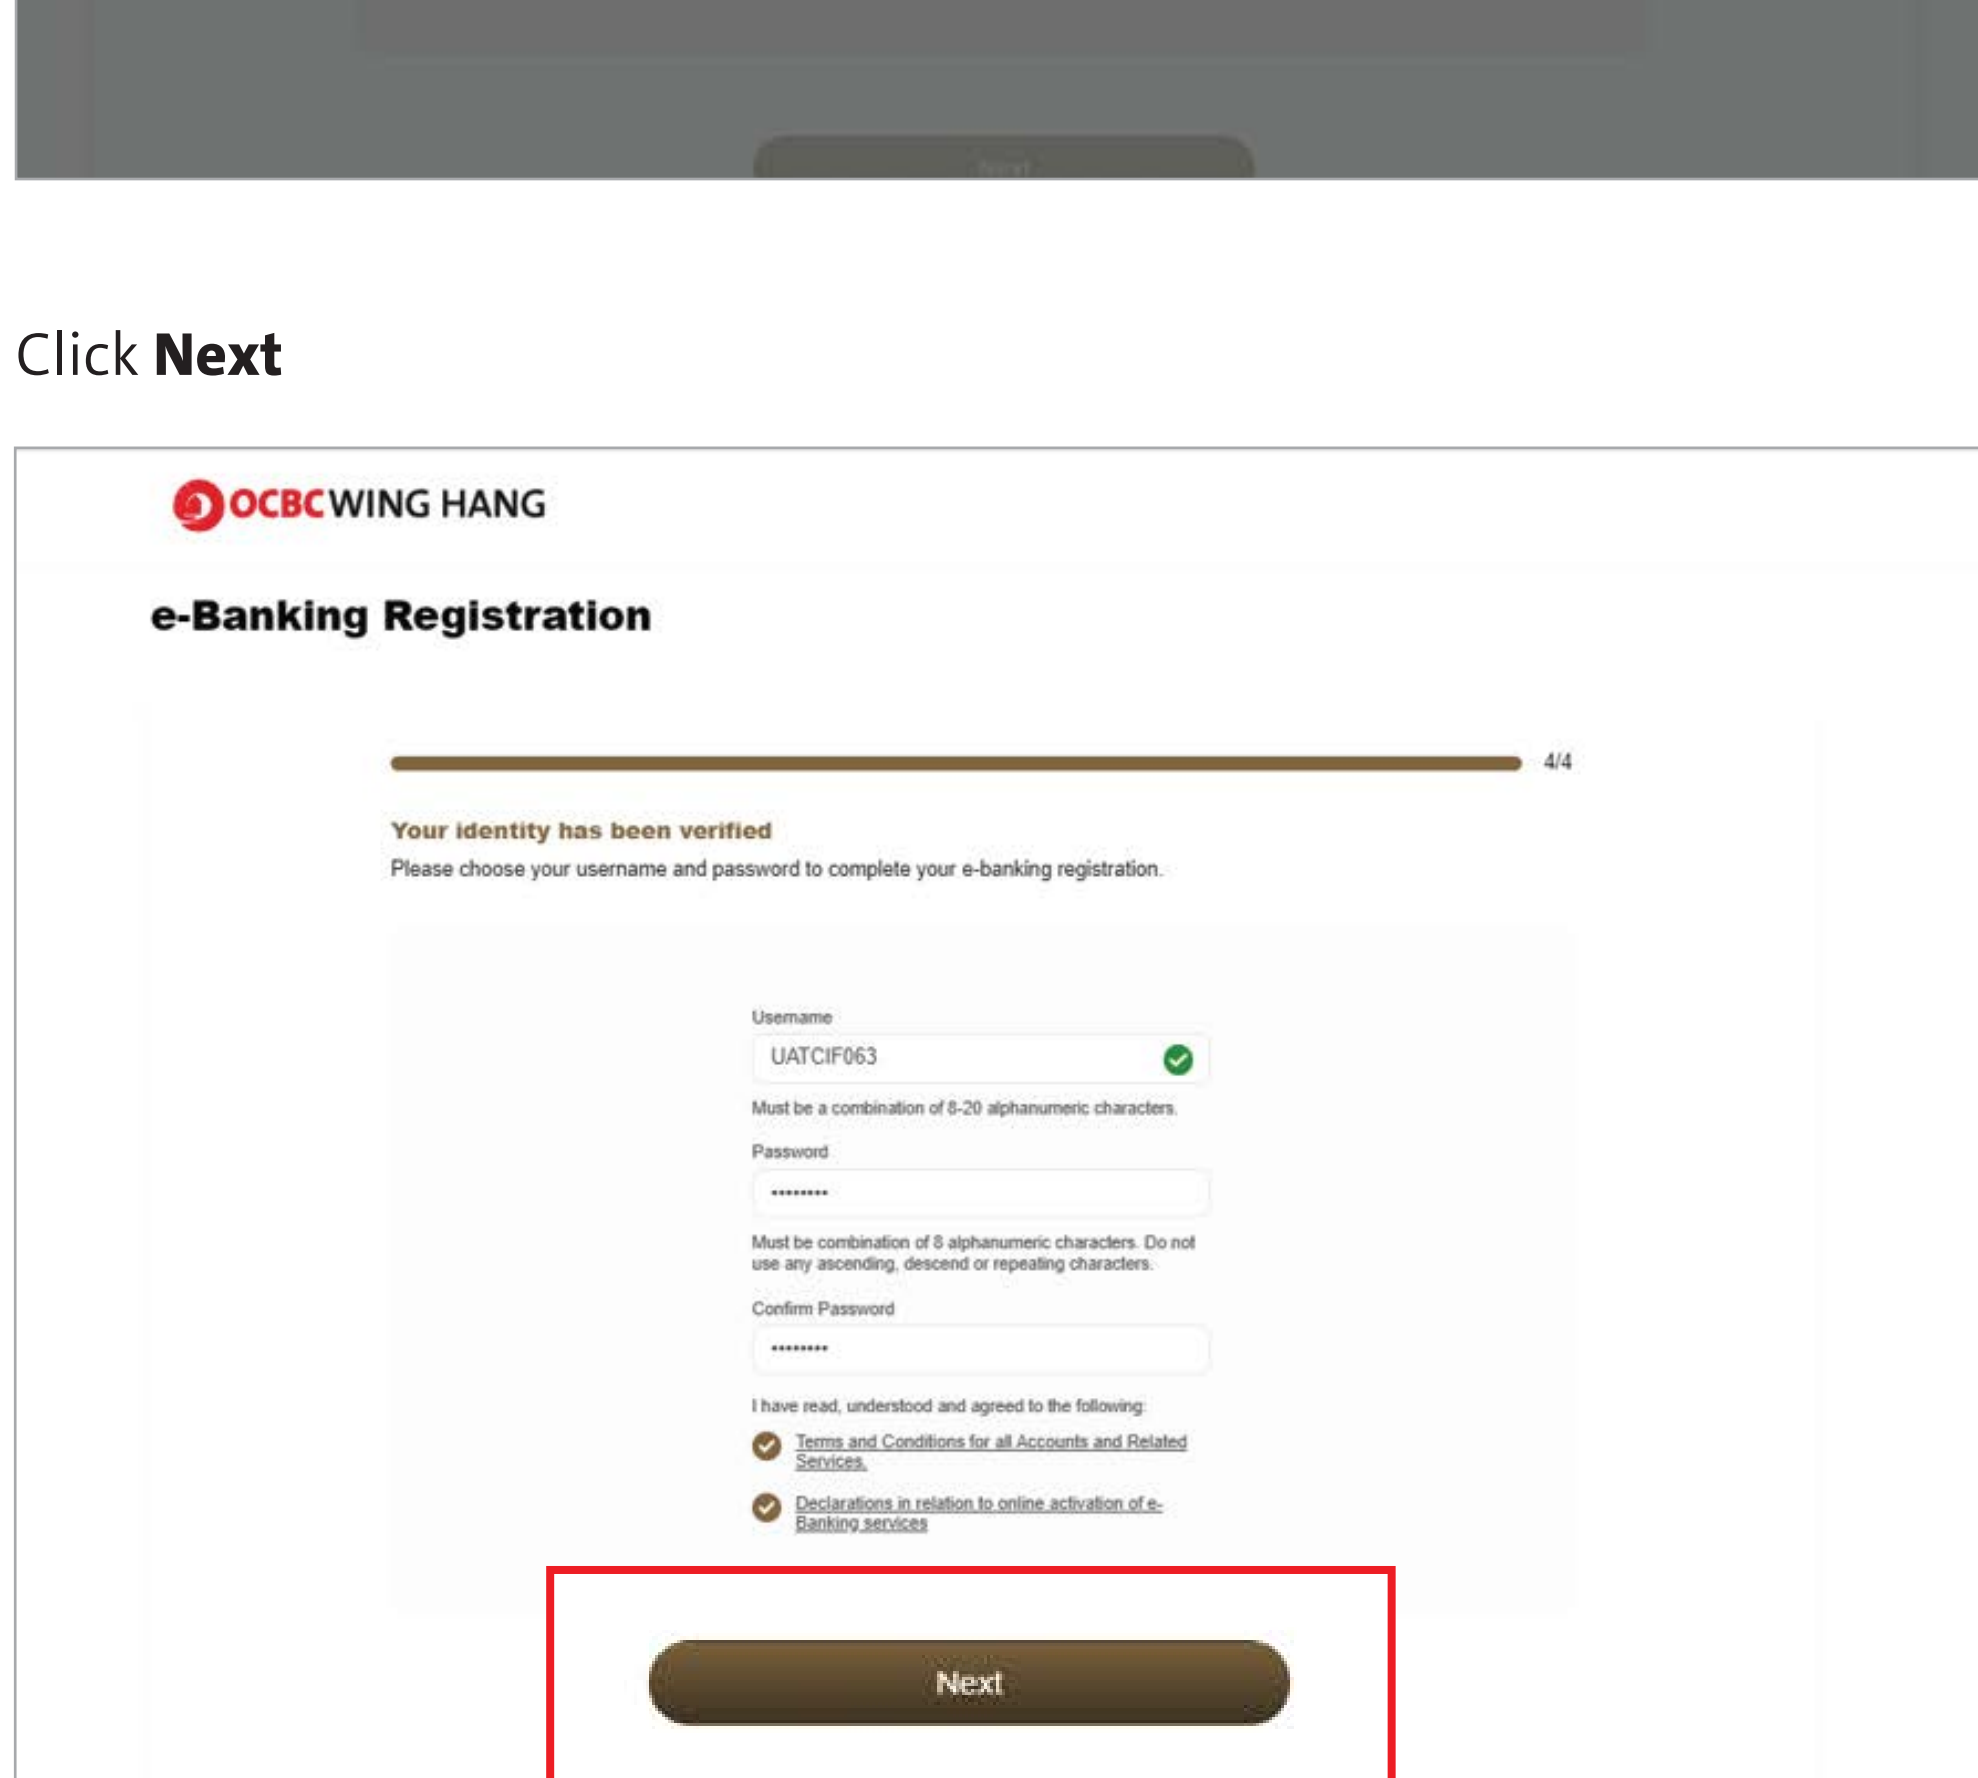 Next
Click Next
OCBC WING HANG
e-Banking Registration
4/4
Your identity has been verified
Please choose your username and password to complete your e-banking registration.
Username
UATCIF063
Must be a combination of 8-20 alphanumeric characters.
Password
••••••••
Must be combination of 8 alphanumeric characters. Do not
use any ascending, descend or repeating characters.
Confirm Password
••••••••
I have read, understood and agreed to the following:
Terms and Conditions for all Accounts and Related
Services.
Declarations in relation to online activation of e-
Banking services
Next